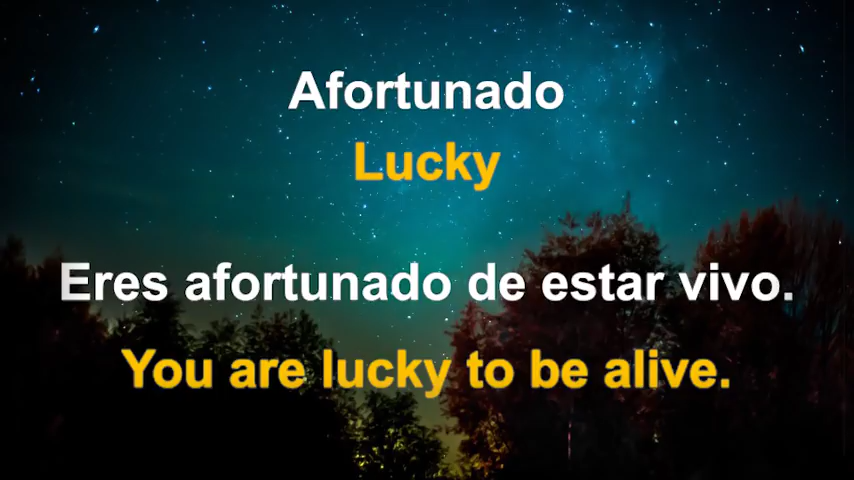 Afortunado
Lucky
Eres afortunado de estar vivo.
You are lucky to be alive.